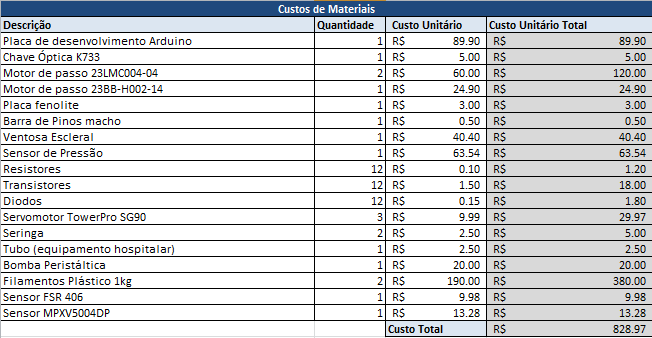 Custos de Materiais
Descrição Quantidade Custo Unitário Custo Unitário Total
Placa de desenvolvimento Arduino 1 R$ 89.90 R$ 89.90
Chave Óptica K733 1 R$ 5.00 R$ 5.00
Motor de passo 23LMC004-04 2 R$ 60.00 R$ 120.00
Motor de passo 23BB-H002-14 1 R$ 24.90 R$ 24.90
Placa fenolite 1 R$ 3.00 R$ 3.00
Barra de Pinos macho 1 R$ 0.50 R$ 0.50
Ventosa Escleral 1 R$ 40.40 R$ 40.40
Sensor de Pressão 1 R$ 63.54 R$ 63.54
Resistores 12 R$ 0.10 R$ 1.20
Transistores 12 R$ 1.50 R$ 18.00
Diodos 12 R$ 0.15 R$ 1.80
Servomotor TowerPro SG90 3 R$ 9.99 R$ 29.97
Seringa 2 R$ 2.50 R$ 5.00
Tubo (equipamento hospitalar) 1 R$ 2.50 R$ 2.50
Bomba Peristáltica 1 R$ 20.00 R$ 20.00
Filamentos Plástico 1kg 2 R$ 190.00 R$ 380.00
Sensor FSR 406 1 R$ 9.98 R$ 9.98
Sensor MPXV5004DP 1 R$ 13.28 R$ 13.28
Custo Total R$ 828.97